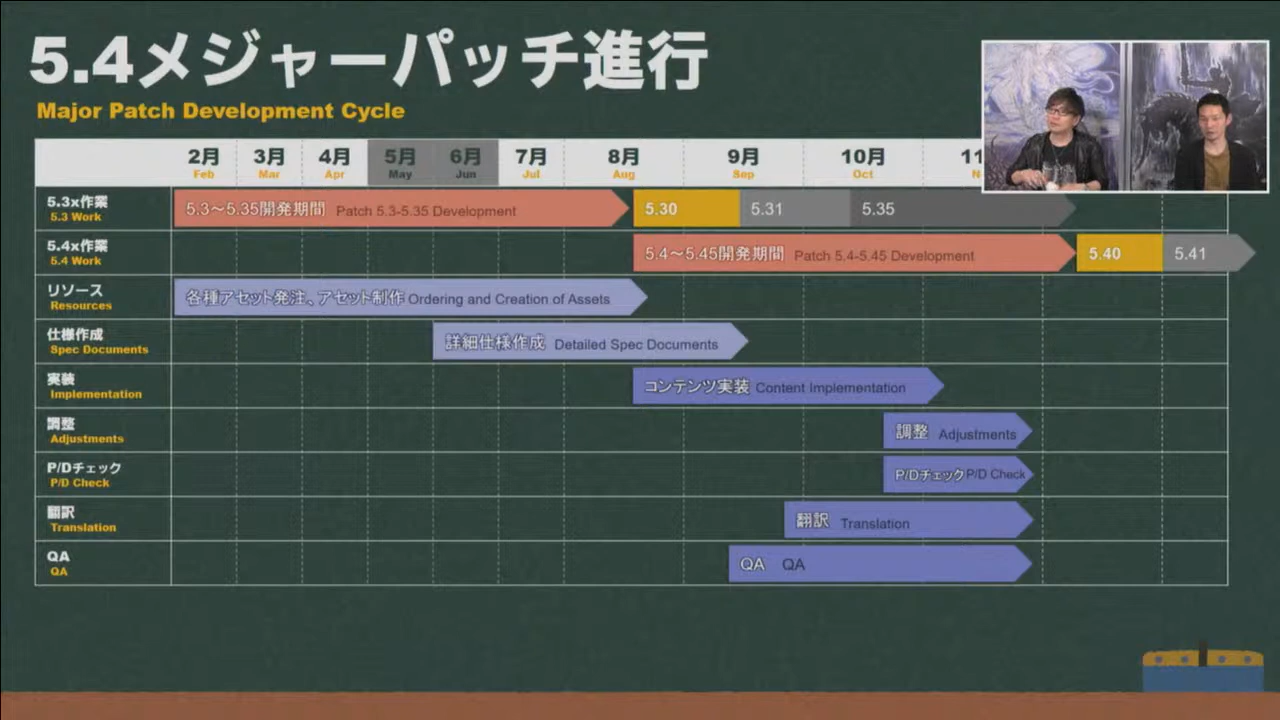 5.4メジャーパッチ進行
Major Patch Development Cycle
2月 3月 4月 5月 6月 7月 8月 9月 10月 11
Feb Mar Apr May Jun Jul Aug Sep Oct N
5.3x作業
5.3 Work
5.3〜5.35開発期間 Patch 5.3-5.35 Development
5.30 5.31 5.35
5.4x作業
5.4 Work
5.4〜5.45開発期間 Patch 5.4-5.45 Development
5.40 5.41
リソース
Resources
各種アセット発注、アセット制作 Ordering and Creation of Assets
仕様作成
Spec Documents
詳細仕様作成 Detailed Spec Documents
実装
Implementation
コンテンツ実装 Content Implementation
調整
Adjustments
調整 Adjustments
P/Dチェック
P/D Check
P/Dチェック P/D Check
翻訳
Translation
翻訳 Translation
QA
QA
QA QA